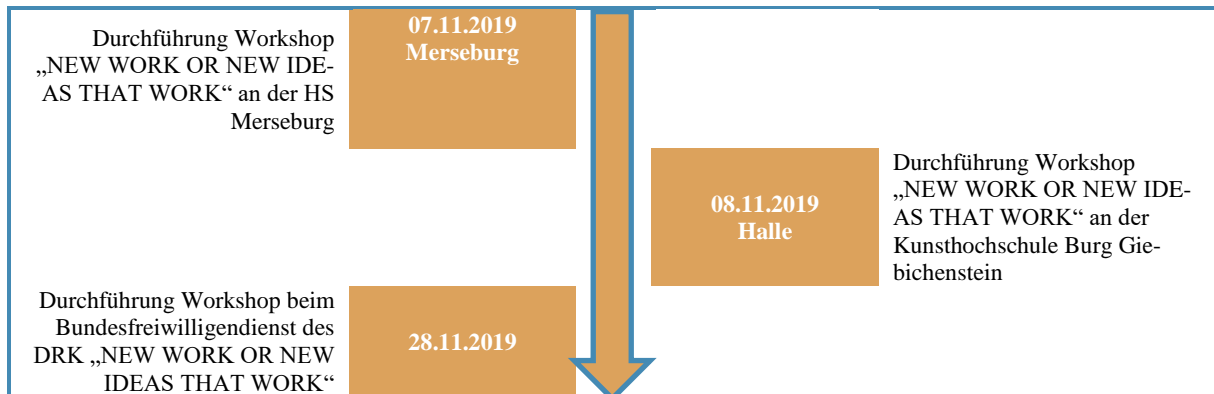 Durchführung Workshop
„NEW WORK OR NEW IDE-
AS THAT WORK“ an der HS
Merseburg
07.11.2019
Merseburg
08.11.2019
Halle
Durchführung Workshop
„NEW WORK OR NEW IDE-
AS THAT WORK“ an der
Kunsthochschule Burg Gie-
bichenstein
Durchführung Workshop beim
Bundesfreiwilligendienst des
DRK „NEW WORK OR NEW
IDEAS THAT WORK“
28.11.2019